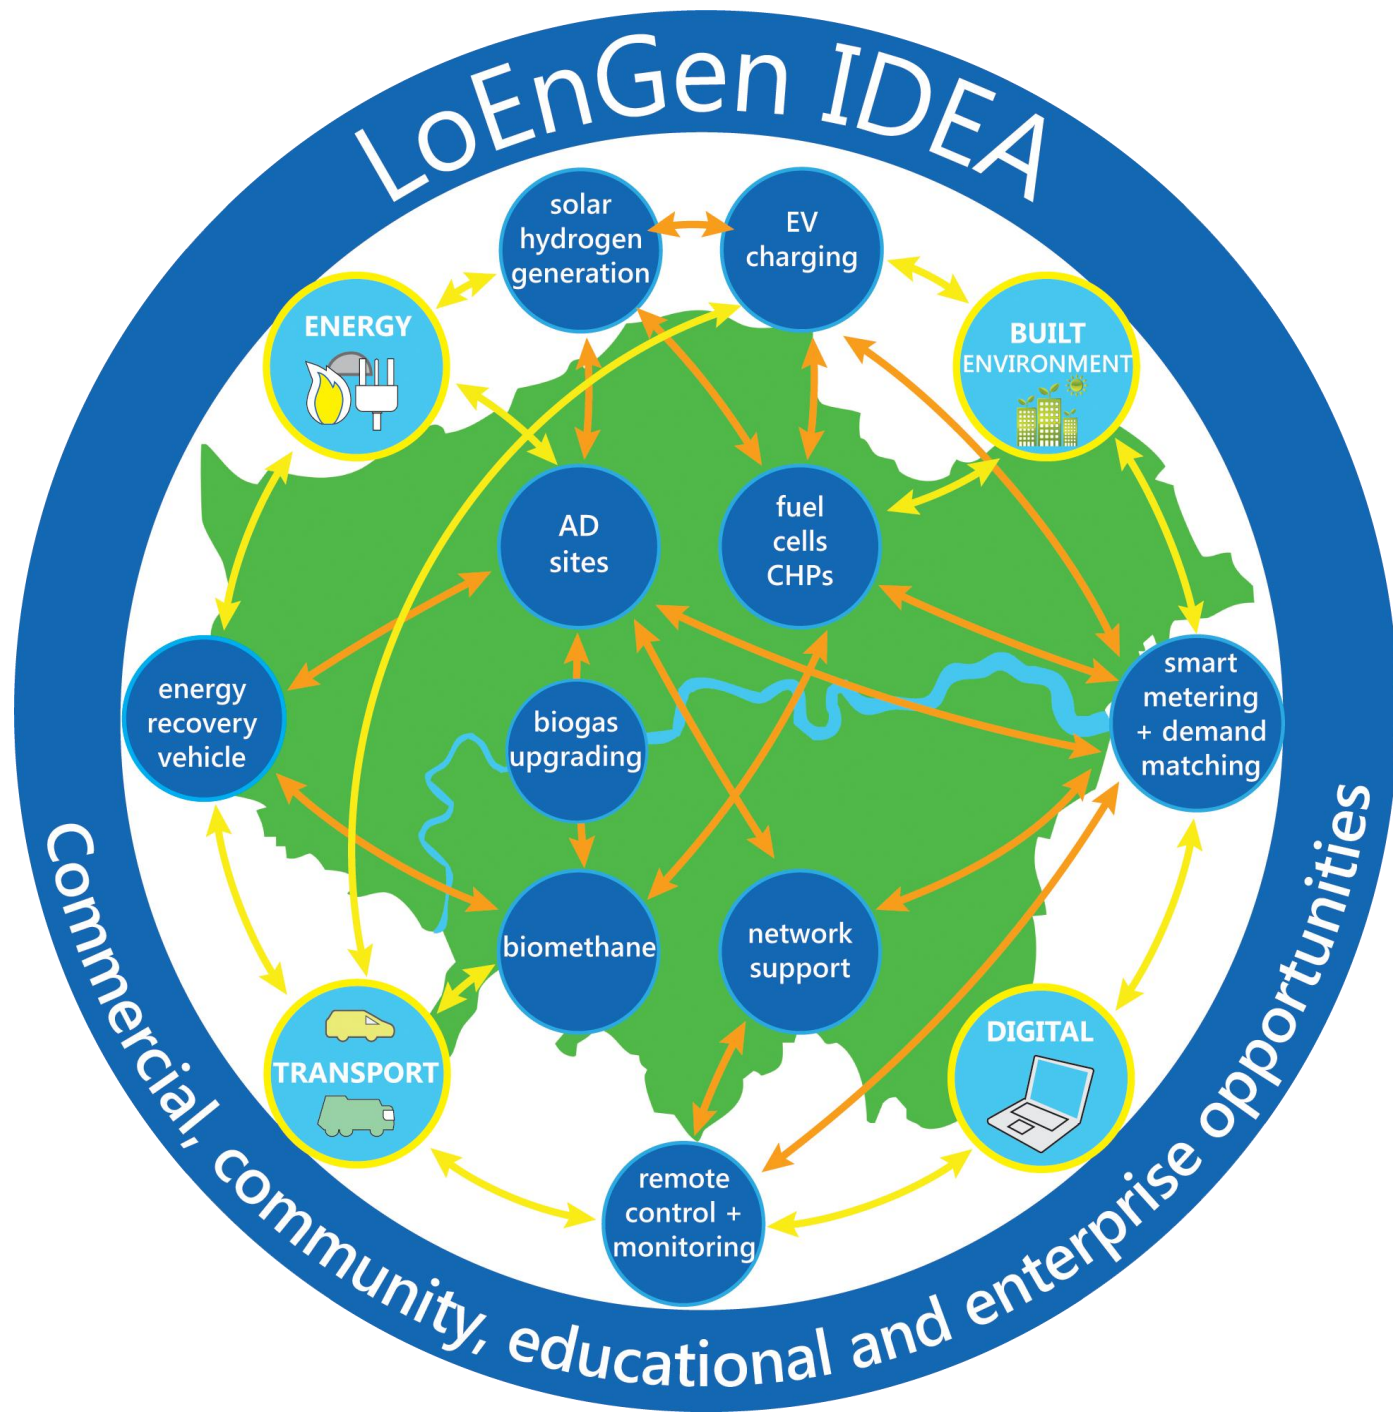 LoEnGen IDEA
solar
hydrogen
generation
EV
charging
ENERGY
BUILT
ENVIRONMENT
AD
sites
fuel
cells
CHPs
energy
recovery
vehicle
biogas
upgrading
smart
metering
+ demand
matching
biomethane
network
support
TRANSPORT
DIGITAL
remote
control +
monitoring
Commercial, community, educational and enterprise opportunities